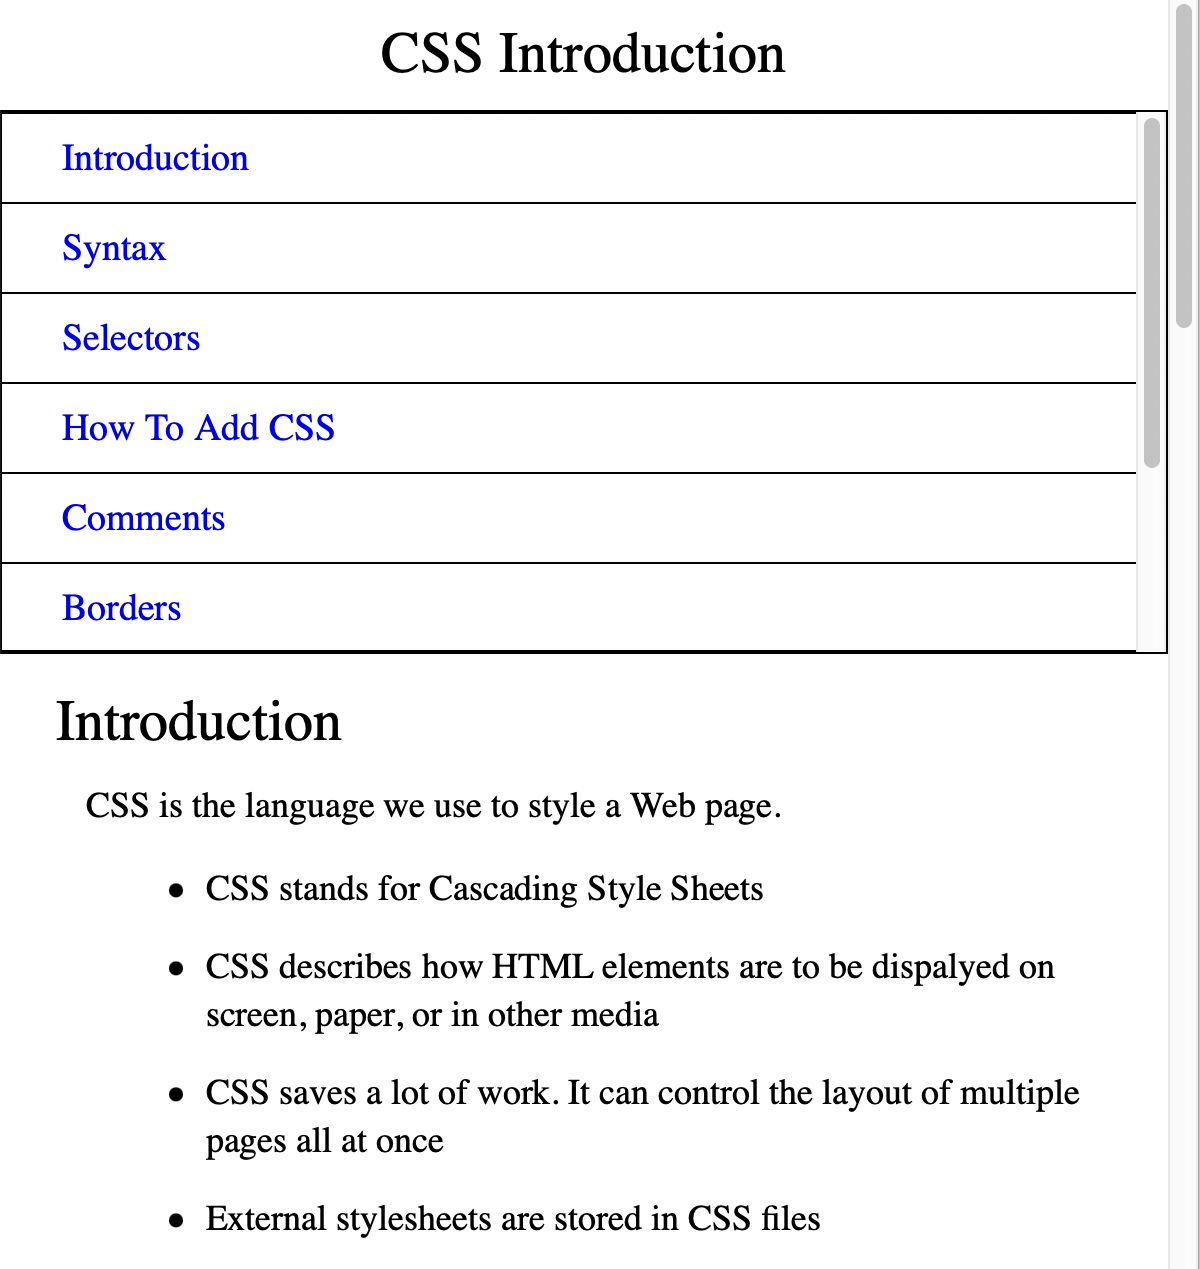 CSS Introduction
Introduction
Syntax
Selectors
How To Add CSS
Comments
Borders
Introduction
CSS is the language we use to style a Web page.
CSS stands for Cascading Style Sheets
CSS describes how HTML elements are to be dispalyed on
screen, paper, or in other media
CSS saves a lot of work. It can control the layout of multiple
pages all at once
External stylesheets are stored in CSS files